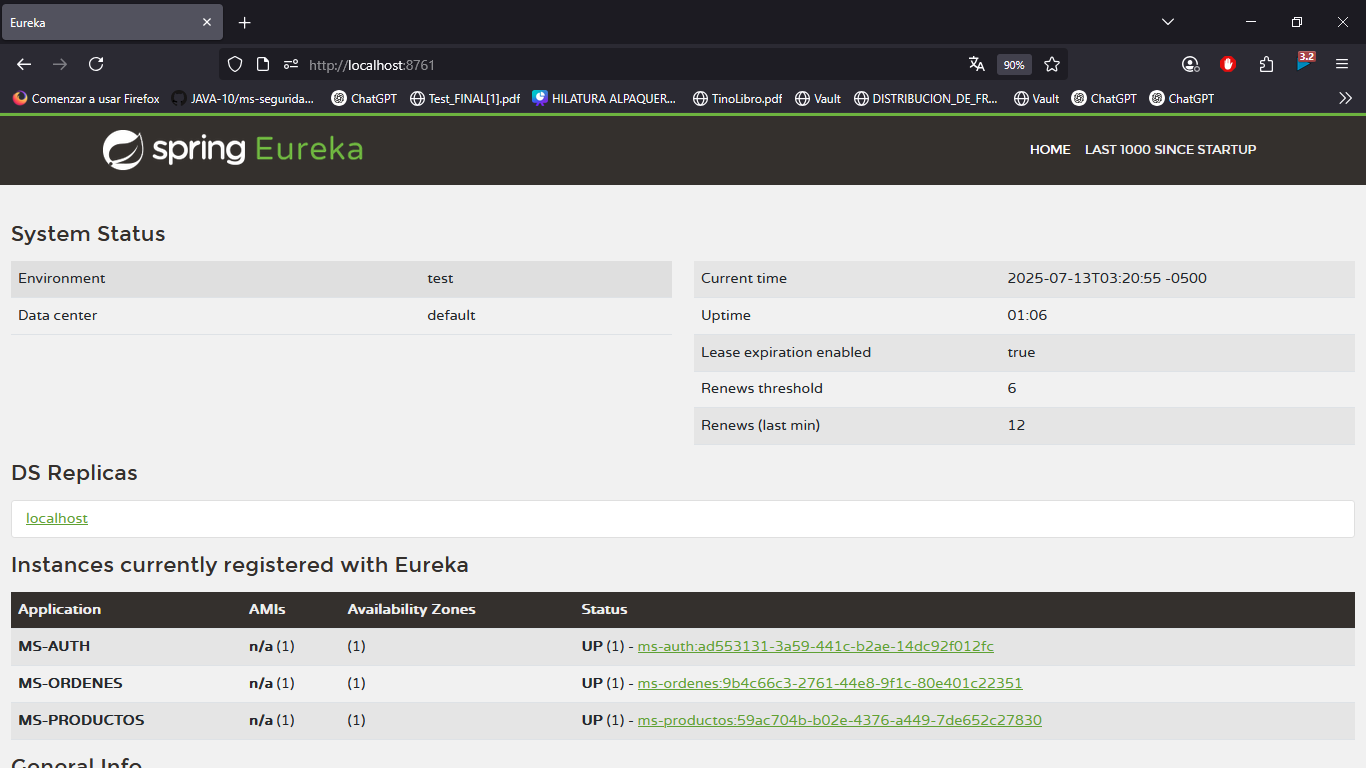 Eureka
http://localhost:8761
90%
3.2
Comenzar a usar Firefox JAVA-10/ms-segurida... ChatGPT Test_FINAL[1].pdf HILATURA ALPAQUER... TinoLibro.pdf Vault DISTRIBUCION_DE_FR... Vault ChatGPT ChatGPT
spring Eureka
HOME LAST 1000 SINCE STARTUP
System Status
Environment test
Data center default
Current time 2025-07-13T03:20:55 -0500
Uptime 01:06
Lease expiration enabled true
Renews threshold 6
Renews (last min) 12
DS Replicas
localhost
Instances currently registered with Eureka
Application AMIs Availability Zones Status
MS-AUTH n/a (1) (1) UP (1) - ms-auth:ad553131-3a59-441c-b2ae-14dc92f012fc
MS-ORDENES n/a (1) (1) UP (1) - ms-ordenes:9b4c66c3-2761-44e8-9f1c-80e401c22351
MS-PRODUCTOS n/a (1) (1) UP (1) - ms-productos:59ac704b-b02e-4376-a449-7de652c27830
General Info